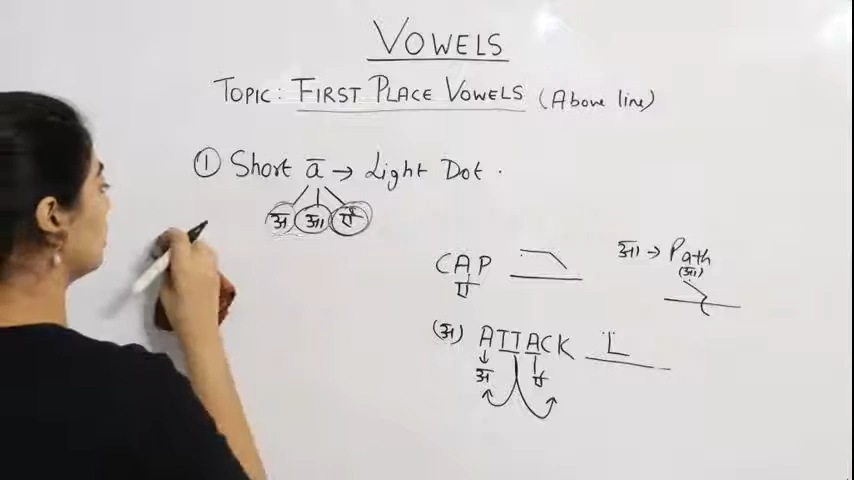 VOWELS
TOPIC: FIRST PLACE VOWELS (Above line)
① Short ā → Light Dot .
अ आ ऍ
CAP
ऍ
आ → Path
(आ)
(अ) ATTACK
अ ऍ